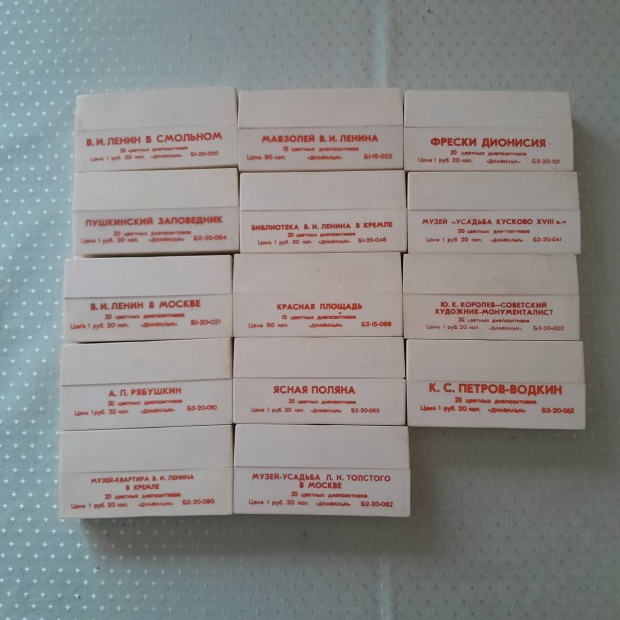 В. И. ЛЕНИН В СМОЛЬНОМ
20 цветных диапозитивов
Цена 1 руб. 20 коп. «ДИАФИЛЬМ» Б1-20-020
МАВЗОЛЕЙ В. И. ЛЕНИНА
15 цветных диапозитивов
Цена 90 коп. «ДИАФИЛЬМ» Б1-15-023
ФРЕСКИ ДИОНИСИЯ
20 цветных диапозитивов
Цена 1 руб. 20 коп. «ДИАФИЛЬМ» Б3-20-101
ПУШКИНСКИЙ ЗАПОВЕДНИК
20 цветных диапозитивов
Цена 1 руб. 20 коп. «ДИАФИЛЬМ» Б2-20-064
БИБЛИОТЕКА В. И. ЛЕНИНА В КРЕМЛЕ
20 цветных диапозитивов
Цена 1 руб. 20 коп. «ДИАФИЛЬМ» Б1-20-046
МУЗЕЙ «УСАДЬБА КУСКОВО XVIII в.»
20 цветных диапозитивов
Цена 1 руб. 20 коп. «ДИАФИЛЬМ» Б2-20-041
В. И. ЛЕНИН В МОСКВЕ
20 цветных диапозитивов
Цена 1 руб. 20 коп. «ДИАФИЛЬМ» Б1-20-021
КРАСНАЯ ПЛОЩАДЬ
15 цветных диапозитивов
Цена 90 коп. «ДИАФИЛЬМ» Б2-15-088
Ю. К. КОРОЛЕВ—СОВЕТСКИЙ
ХУДОЖНИК-МОНУМЕНТАЛИСТ
20 цветных диапозитивов
Цена 1 руб. 20 коп. «ДИАФИЛЬМ» Б3-20-002
А. П. РЯБУШКИН
20 цветных диапозитивов
Цена 1 руб. 20 коп. «ДИАФИЛЬМ» Б3-20-010
ЯСНАЯ ПОЛЯНА
20 цветных диапозитивов
Цена 1 руб. 20 коп. «ДИАФИЛЬМ» Б2-20-063
К. С. ПЕТРОВ-ВОДКИН
20 цветных диапозитивов
Цена 1 руб. 20 коп. «ДИАФИЛЬМ» Б3-20-062
МУЗЕЙ-КВАРТИРА В. И. ЛЕНИНА
В КРЕМЛЕ
20 цветных диапозитивов
Цена 1 руб. 20 коп. «ДИАФИЛЬМ» Б2-20-080
МУЗЕЙ-УСАДЬБА Л. Н. ТОЛСТОГО
В МОСКВЕ
20 цветных диапозитивов
Цена 1 руб. 20 коп. «ДИАФИЛЬМ» Б2-20-082